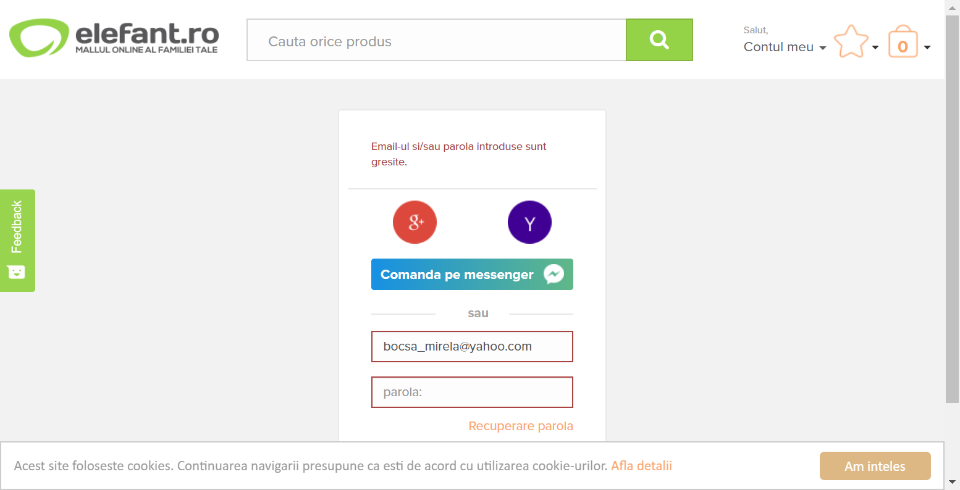 elefant.ro
MALLUL ONLINE AL FAMILIEI TALE
Cauta orice produs
Salut,
Contul meu
0
Email-ul si/sau parola introduse sunt
gresite.
g+
Y
Feedback
Comanda pe messenger
sau
bocsa_mirela@yahoo.com
parola:
Recuperare parola
Acest site foloseste cookies. Continuarea navigarii presupune ca esti de acord cu utilizarea cookie-urilor. Afla detalii
Am inteles